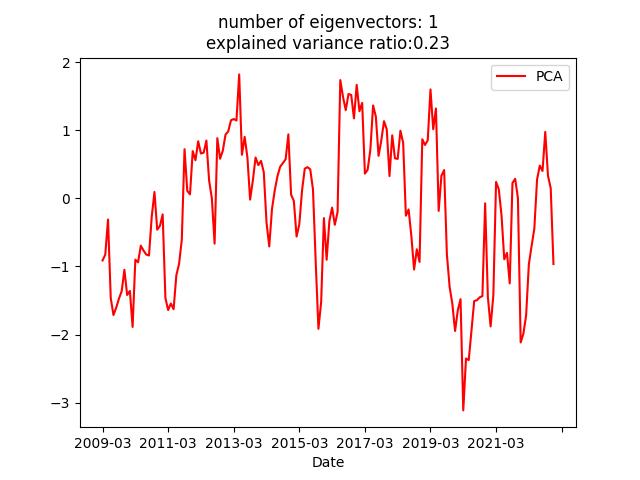 number of eigenvectors: 1
explained variance ratio:0.23
PCA
2
1
0
−1
−2
−3
2009-03 2011-03 2013-03 2015-03 2017-03 2019-03 2021-03
Date